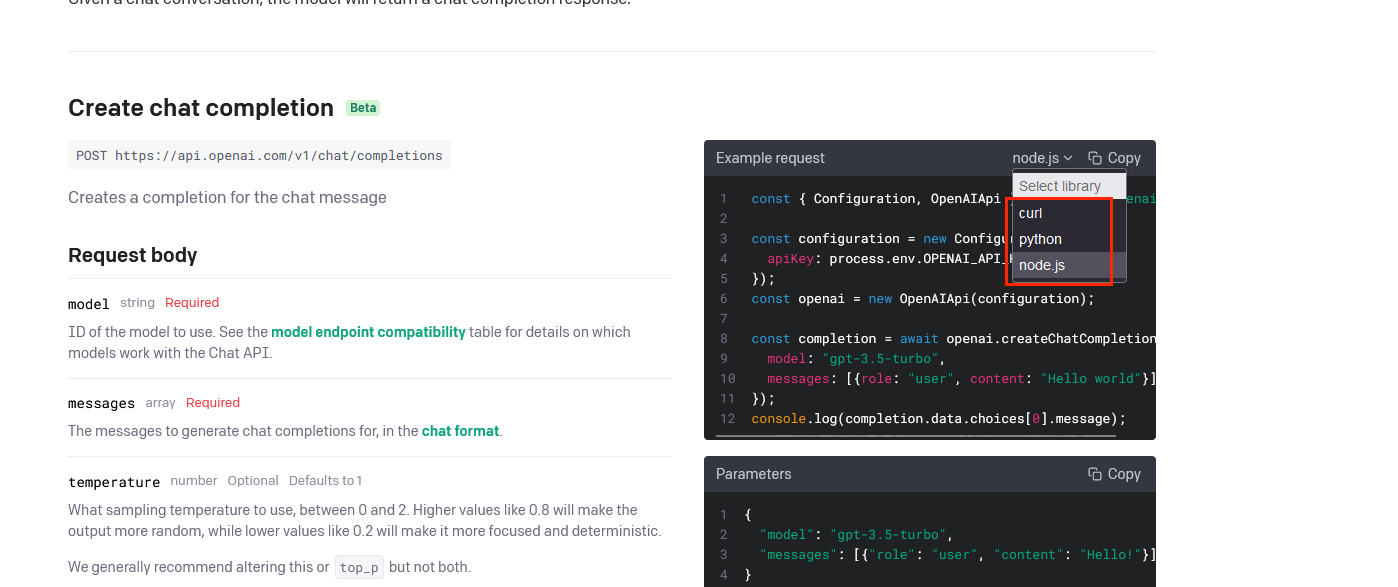 Given a chat conversation, the model will return a chat completion response.
Create chat completion Beta
POST https://api.openai.com/v1/chat/completions
Creates a completion for the chat message
Request body
model string Required
ID of the model to use. See the model endpoint compatibility table for details on which
models work with the Chat API.
messages array Required
The messages to generate chat completions for, in the chat format.
temperature number Optional Defaults to 1
What sampling temperature to use, between 0 and 2. Higher values like 0.8 will make the
output more random, while lower values like 0.2 will make it more focused and deterministic.
We generally recommend altering this or top_p but not both.
Example request node.js Copy
Select library
curl
python
node.js
1 const { Configuration, OpenAIApi
2
3 const configuration = new
4 apiKey: process.env.
5 });
6 const openai = new OpenAIApi(configuration);
7
8 const completion = await openai.createChatCompletion
9 model: "gpt-3.5-turbo",
10 messages: [{role: "user", content: "Hello world"}]
11 });
12 console.log(completion.data.choices[0].message);
Parameters Copy
1 {
2 "model": "gpt-3.5-turbo",
3 "messages": [{"role": "user", "content": "Hello!"}]
4 }